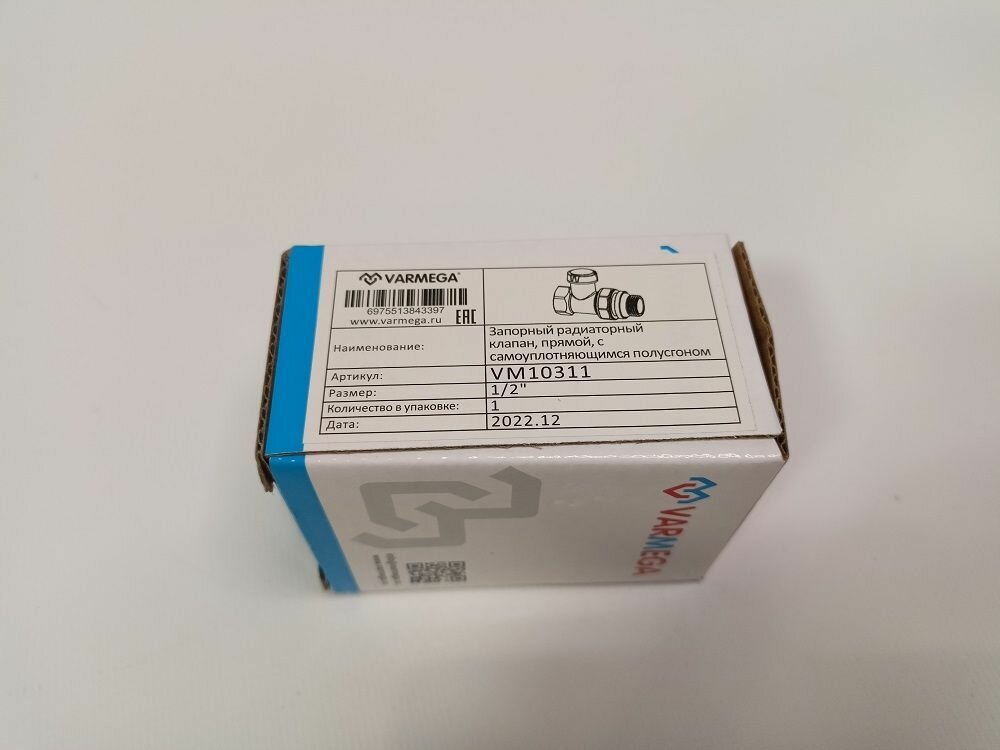 VARMEGA®
6975513843397
www.varmega.ru EAC
Наименование:
Запорный радиаторный
клапан, прямой, с
самоуплотняющимся полусгоном
Артикул: VM10311
Размер: 1/2"
Количество в упаковке: 1
Дата: 2022.12
VARMEGA